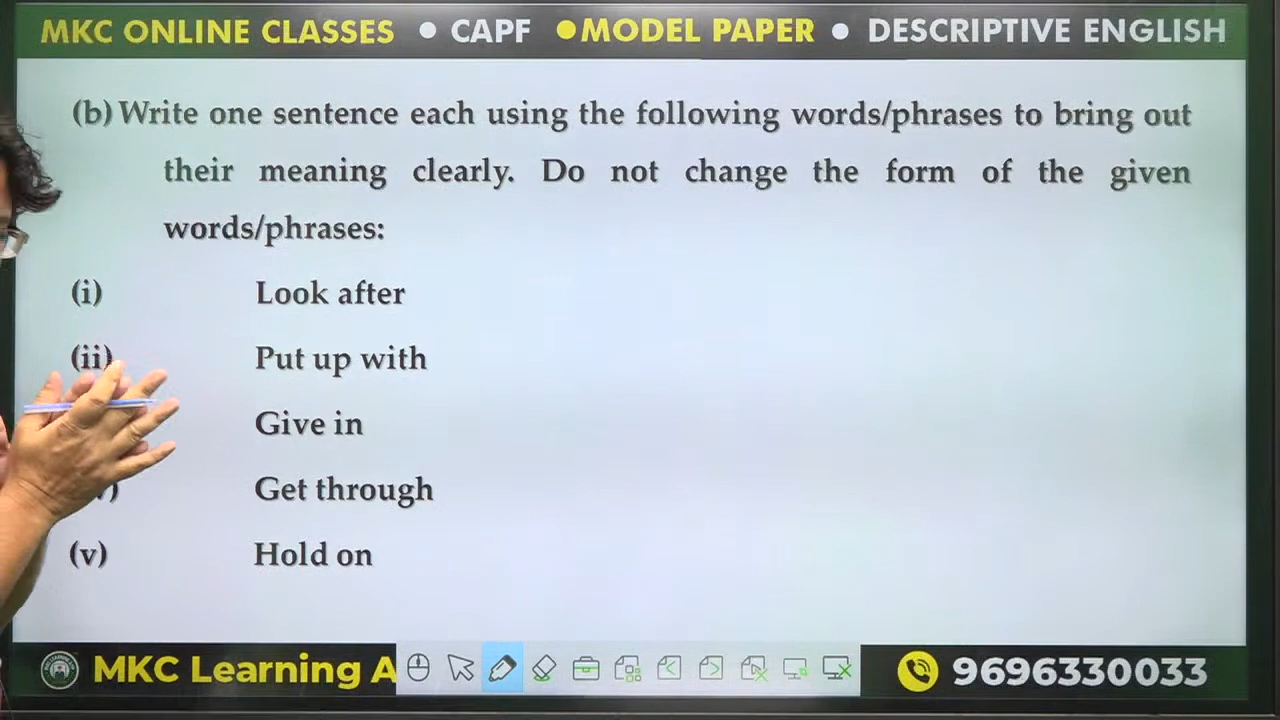 MKC ONLINE CLASSES • CAPF • MODEL PAPER • DESCRIPTIVE ENGLISH
(b) Write one sentence each using the following words/phrases to bring out
their meaning clearly. Do not change the form of the given
words/phrases:
(i) Look after
(ii) Put up with
Give in
Get through
(v) Hold on
MKC Learning A
9696330033